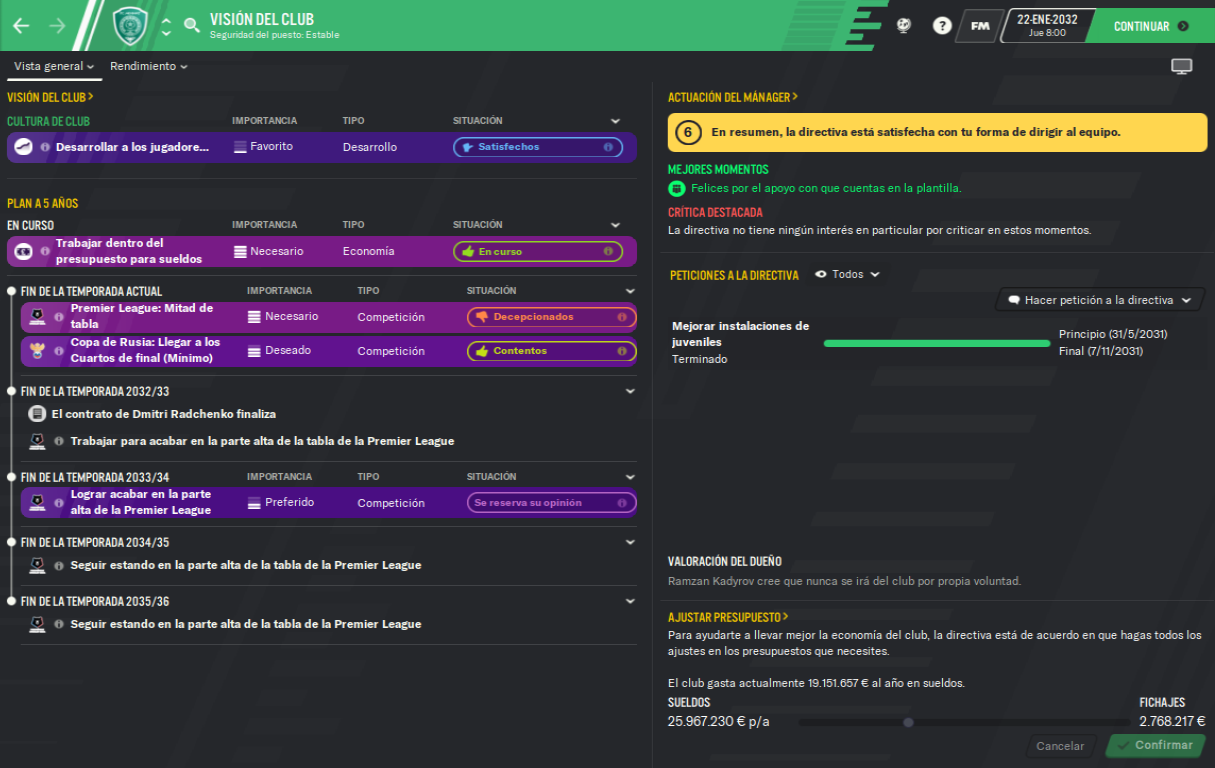 VISIÓN DEL CLUB
Seguridad del puesto: Estable
FM
22-ENE-2032
Jue 8:00
CONTINUAR
Vista general
Rendimiento
VISIÓN DEL CLUB
CULTURA DE CLUB IMPORTANCIA TIPO SITUACIÓN
Desarrollar a los jugadore... Favorito Desarrollo Satisfechos
PLAN A 5 AÑOS
EN CURSO IMPORTANCIA TIPO SITUACIÓN
Trabajar dentro del
presupuesto para sueldos Necesario Economía En curso
FIN DE LA TEMPORADA ACTUAL IMPORTANCIA TIPO SITUACIÓN
Premier League: Mitad de
tabla Necesario Competición Decepcionados
Copa de Rusia: Llegar a los
Cuartos de final (Mínimo) Deseado Competición Contentos
FIN DE LA TEMPORADA 2032/33
El contrato de Dmitri Radchenko finaliza
Trabajar para acabar en la parte alta de la tabla de la Premier League
FIN DE LA TEMPORADA 2033/34 IMPORTANCIA TIPO SITUACIÓN
Lograr acabar en la parte
alta de la Premier League Preferido Competición Se reserva su opinión
FIN DE LA TEMPORADA 2034/35
Seguir estando en la parte alta de la tabla de la Premier League
FIN DE LA TEMPORADA 2035/36
Seguir estando en la parte alta de la tabla de la Premier League
ACTUACIÓN DEL MÁNAGER
6 En resumen, la directiva está satisfecha con tu forma de dirigir al equipo.
MEJORES MOMENTOS
Felices por el apoyo con que cuentas en la plantilla.
CRÍTICA DESTACADA
La directiva no tiene ningún interés en particular por criticar en estos momentos.
PETICIONES A LA DIRECTIVA Todos
Hacer petición a la directiva
Mejorar instalaciones de
juveniles
Terminado
Principio (31/5/2031)
Final (7/11/2031)
VALORACIÓN DEL DUEÑO
Ramzan Kadyrov cree que nunca se irá del club por propia voluntad.
AJUSTAR PRESUPUESTO
Para ayudarte a llevar mejor la economía del club, la directiva está de acuerdo en que hagas todos los
ajustes en los presupuestos que necesites.
El club gasta actualmente 19.151.657 € al año en sueldos.
SUELDOS FICHAJES
25.967.230 € p/a 2.768.217 €
Cancelar Confirmar